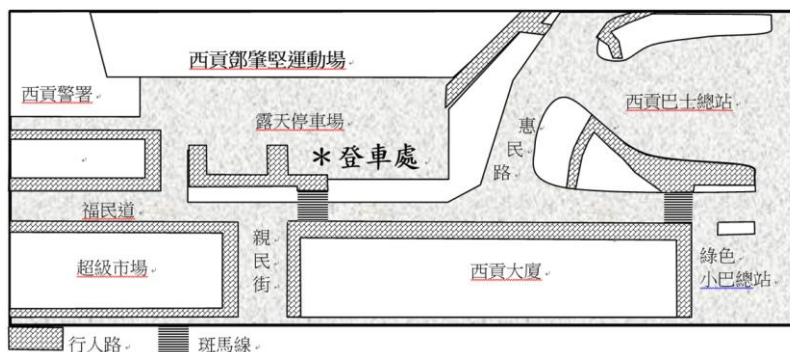 西貢鄧肇堅運動場
西貢警署
西貢巴士總站
露天停車場
惠民路
＊登車處
福民道
親民街
超級市場
西貢大廈
綠色
小巴總站
行人路
斑馬線